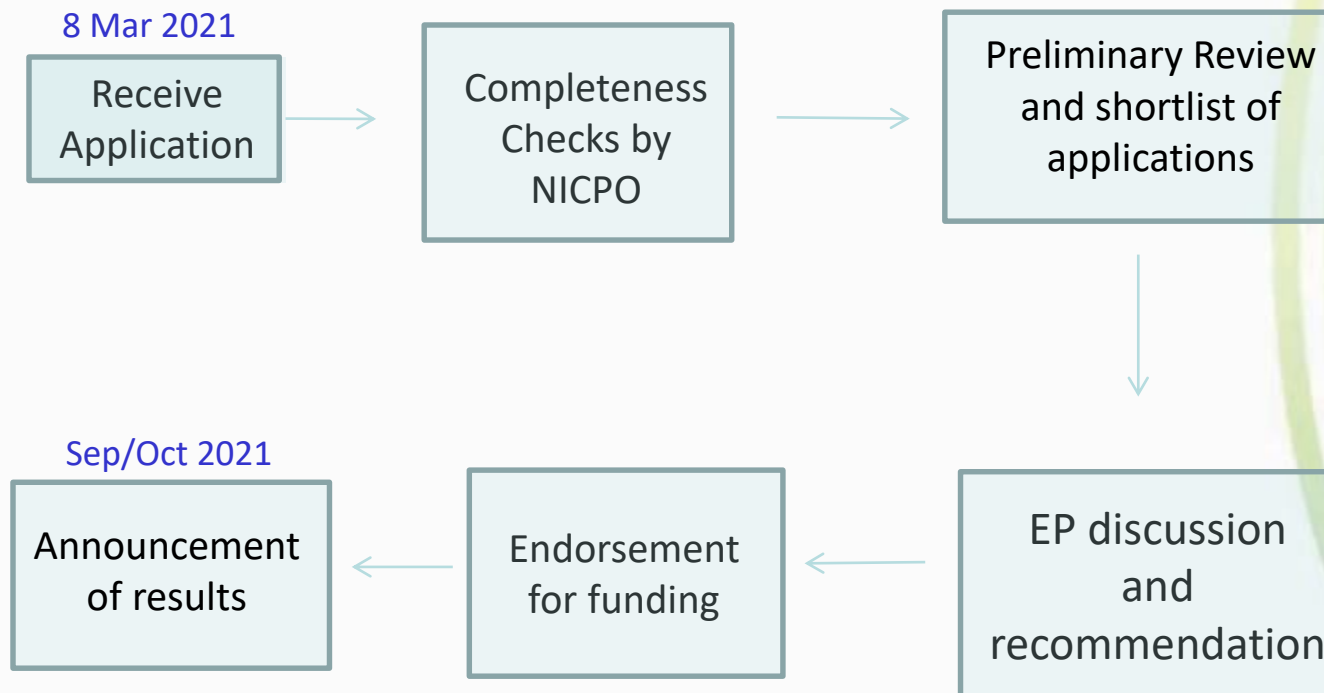 8 Mar 2021
Receive
Application
Completeness
Checks by
NICPO
Preliminary Review
and shortlist of
applications
EP discussion
and
recommendation
Endorsement
for funding
Sep/Oct 2021
Announcement
of results